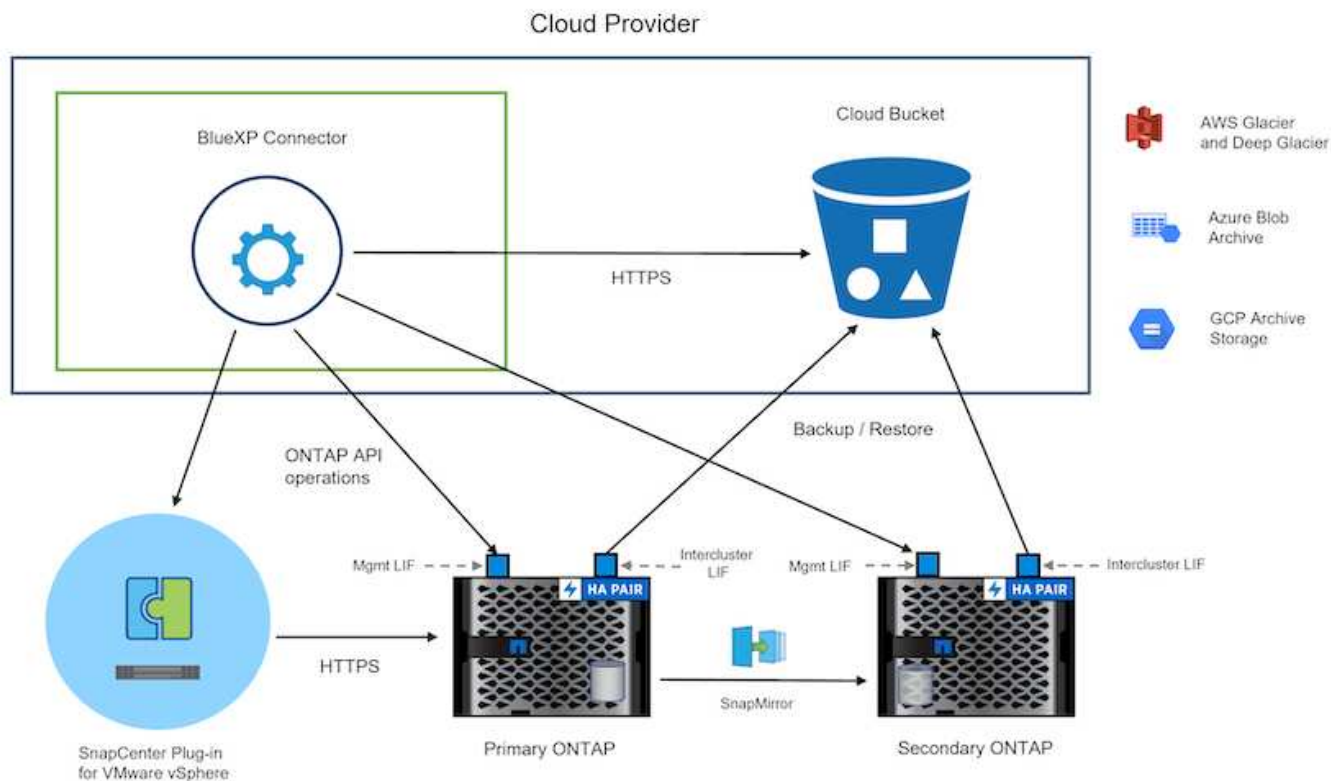 Cloud Provider
BlueXP Connector
Cloud Bucket
HTTPS
AWS Glacier
and Deep Glacier
Azure Blob
Archive
GCP Archive
Storage
ONTAP API
operations
Backup / Restore
Mgmt LIF
Intercluster
LIF
Mgmt LIF
Intercluster LIF
HA PAIR
HA PAIR
HTTPS
SnapMirror
SnapCenter Plug-in
for VMware vSphere
Primary ONTAP
Secondary ONTAP